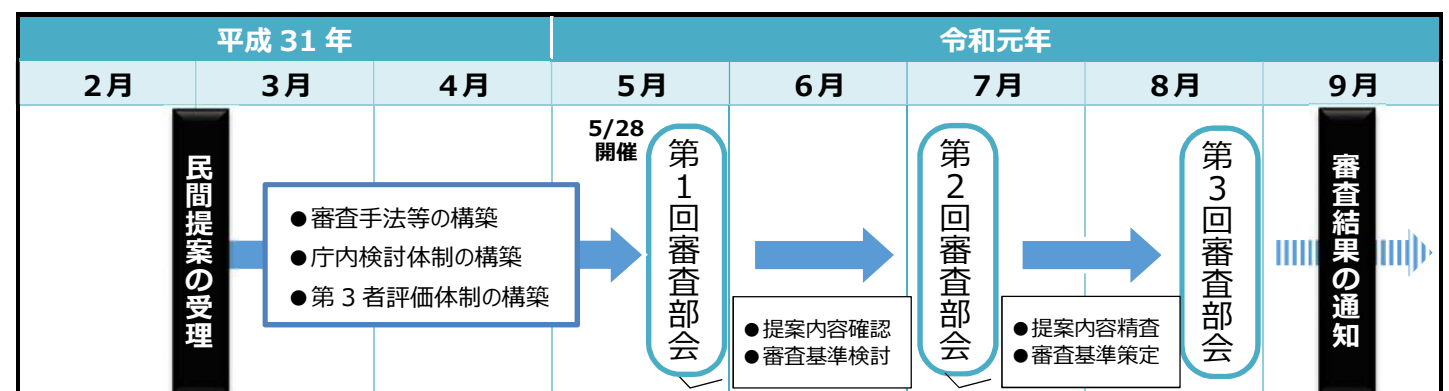 平成 31 年
令和元年
2月
3月
4月
5月
6月
7月
8月
9月
民間提案の受理
●審査手法等の構築
●庁内検討体制の構築
●第 3 者評価体制の構築
5/28
開催
第1回審査部会
●提案内容確認
●審査基準検討
第2回審査部会
●提案内容精査
●審査基準策定
第3回審査部会
審査結果の通知